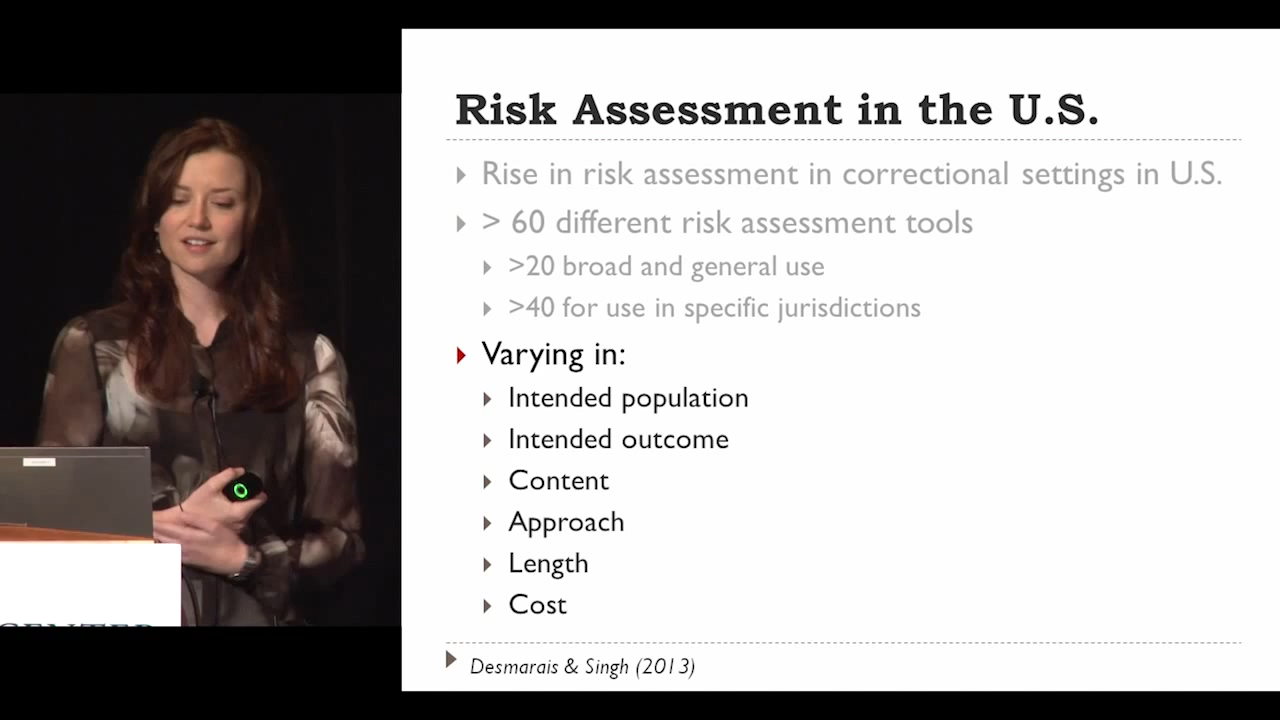 Risk Assessment in the U.S.
Rise in risk assessment in correctional settings in U.S.
> 60 different risk assessment tools
>20 broad and general use
>40 for use in specific jurisdictions
Varying in:
Intended population
Intended outcome
Content
Approach
Length
Cost
Desmarais & Singh (2013)